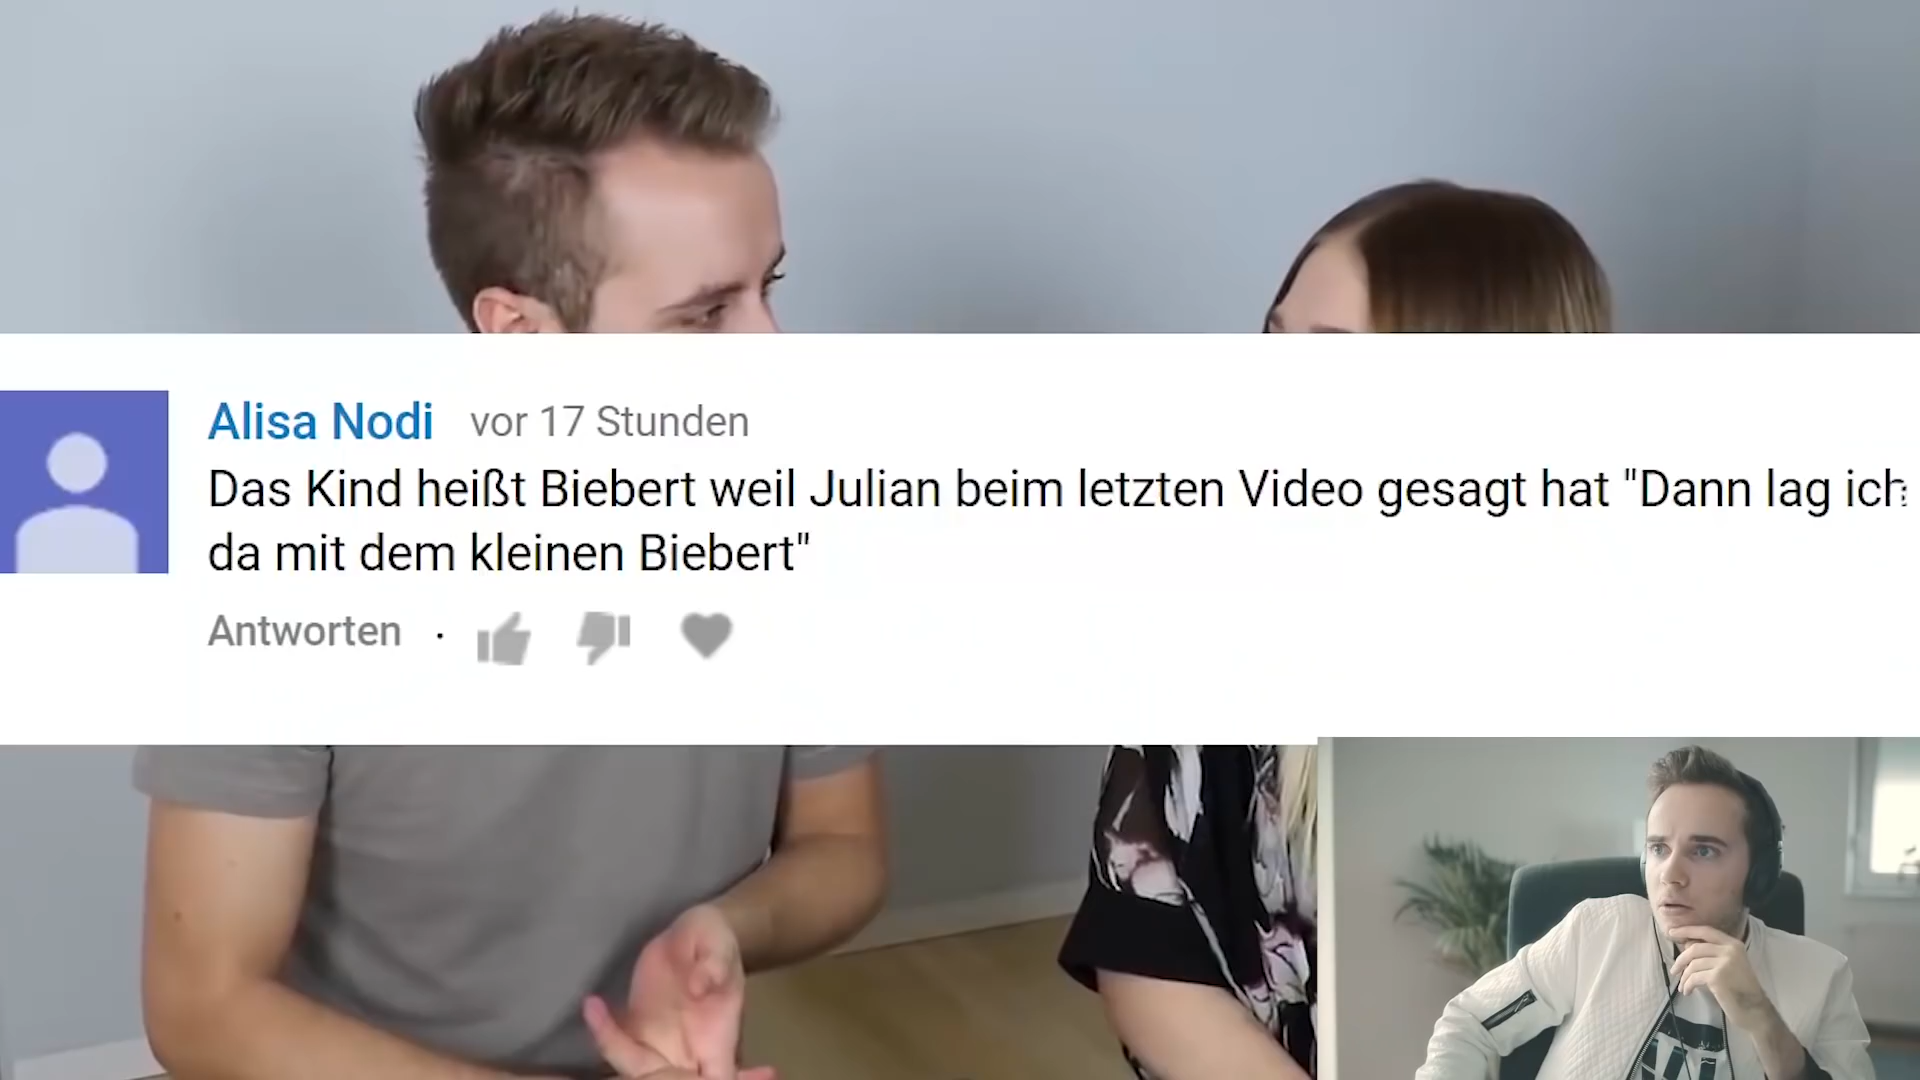 Alisa Nodi vor 17 Stunden
Das Kind heißt Biebert weil Julian beim letzten Video gesagt hat "Dann lag ich
da mit dem kleinen Biebert"
Antworten ·